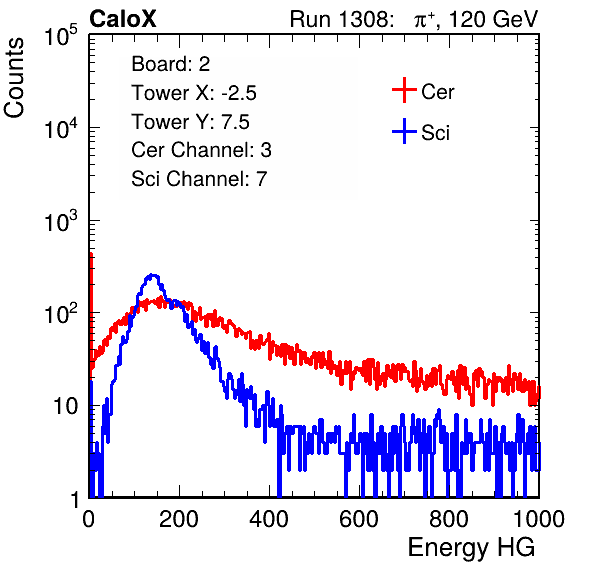 CaloX Run 1308: π⁺, 120 GeV
Counts
Board: 2
Tower X: -2.5
Tower Y: 7.5
Cer Channel: 3
Sci Channel: 7
Cer
Sci
10⁵
10⁴
10³
10²
10
1
0 200 400 600 800 1000
Energy HG